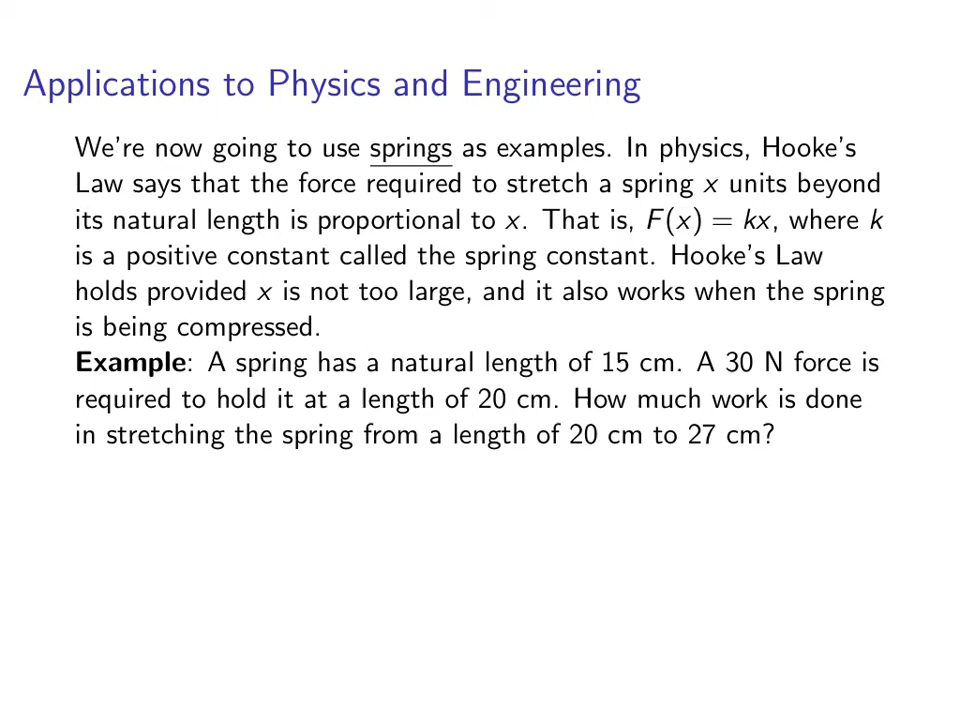 Applications to Physics and Engineering
We're now going to use springs as examples. In physics, Hooke's
Law says that the force required to stretch a spring x units beyond
its natural length is proportional to x. That is, F(x) = kx, where k
is a positive constant called the spring constant. Hooke's Law
holds provided x is not too large, and it also works when the spring
is being compressed.
Example: A spring has a natural length of 15 cm. A 30 N force is
required to hold it at a length of 20 cm. How much work is done
in stretching the spring from a length of 20 cm to 27 cm?